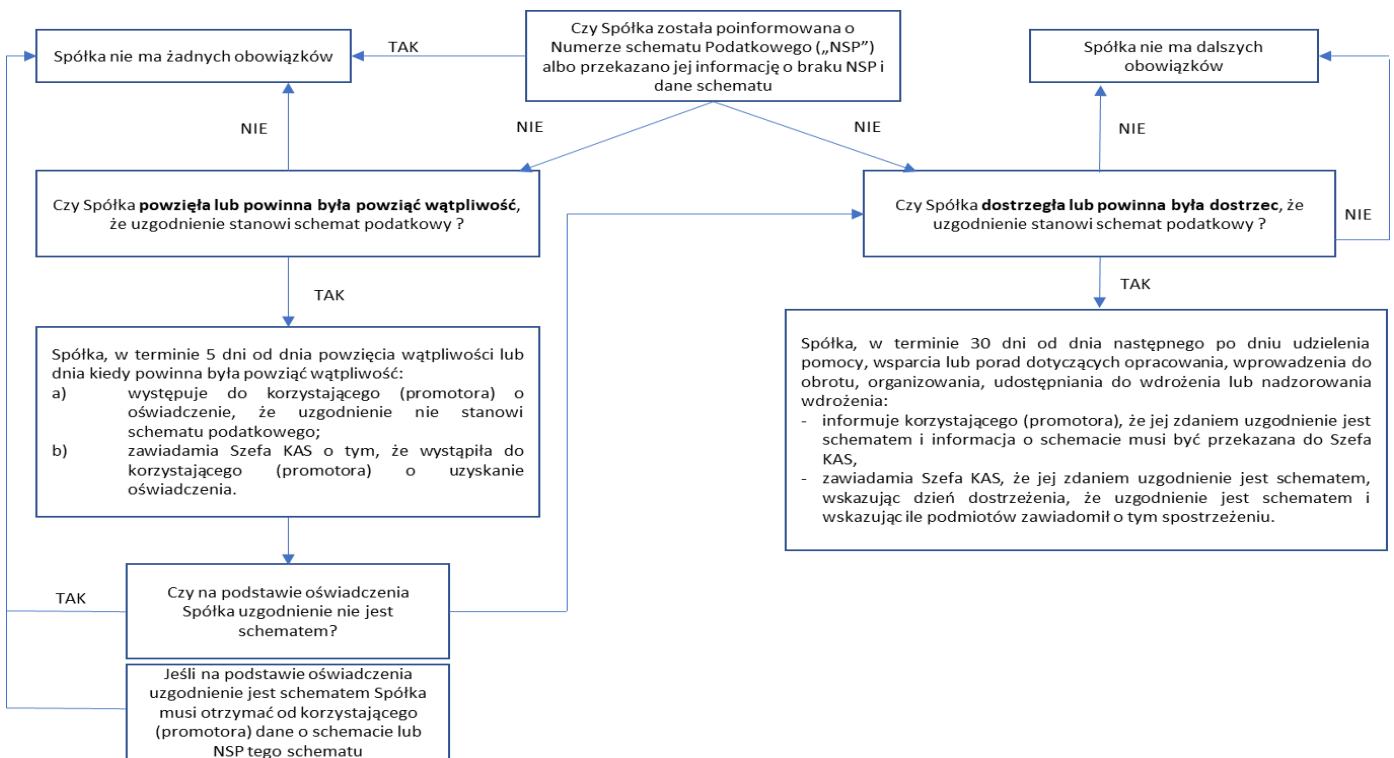 Czy Spółka została poinformowana o
Numerze schematu Podatkowego („NSP”)
albo przekazano jej informację o braku NSP i
dane schematu
Spółka nie ma żadnych obowiązków
TAK
Spółka nie ma dalszych
obowiązków
NIE
NIE
NIE
NIE
Czy Spółka powzięła lub powinna była powziąć wątpliwość,
że uzgodnienie stanowi schemat podatkowy ?
Czy Spółka dostrzegła lub powinna była dostrzec, że
uzgodnienie stanowi schemat podatkowy ?
NIE
TAK
TAK
Spółka, w terminie 5 dni od dnia powzięcia wątpliwości lub
dnia kiedy powinna była powziąć wątpliwość:
a) występuje do korzystającego (promotora) o
oświadczenie, że uzgodnienie nie stanowi
schematu podatkowego;
b) zawiadamia Szefa KAS o tym, że wystąpiła do
korzystającego (promotora) o uzyskanie
oświadczenia.
Spółka, w terminie 30 dni od dnia następnego po dniu udzielenia
pomocy, wsparcia lub porad dotyczących opracowania, wprowadzenia do
obrotu, organizowania, udostępniania do wdrożenia lub nadzorowania
wdrożenia:
- informuje korzystającego (promotora), że jej zdaniem uzgodnienie jest
schematem i informacja o schemacie musi być przekazana do Szefa
KAS,
- zawiadamia Szefa KAS, że jej zdaniem uzgodnienie jest schematem,
wskazując dzień dostrzeżenia, że uzgodnienie jest schematem i
wskazując ile podmiotów zawiadomił o tym spostrzeżeniu.
TAK
Czy na podstawie oświadczenia
Spółka uzgodnienie nie jest
schematem?
Jeśli na podstawie oświadczenia
uzgodnienie jest schematem Spółka
musi otrzymać od korzystającego
(promotora) dane o schemacie lub
NSP tego schematu